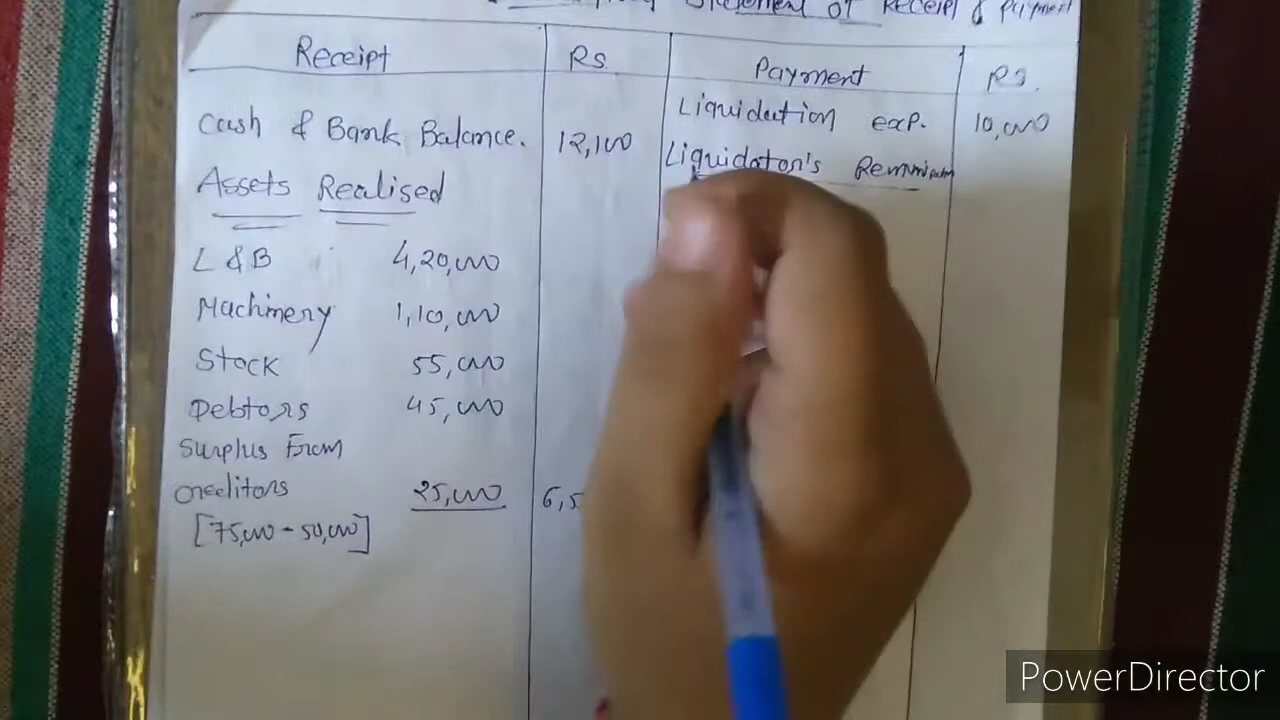 Statement of Receipt & Payment
Receipt Rs. Payment Rs.
Cash & Bank Balance. 12,100 Liquidation exp. 10,000
Assets Realised Liquidator's
L & B 4,20,000
Machinery 1,10,000
Stock 55,000
Debtors 45,000
Surplus From
Creditors 25,000 6,5
[75,000 - 50,000]
PowerDirector